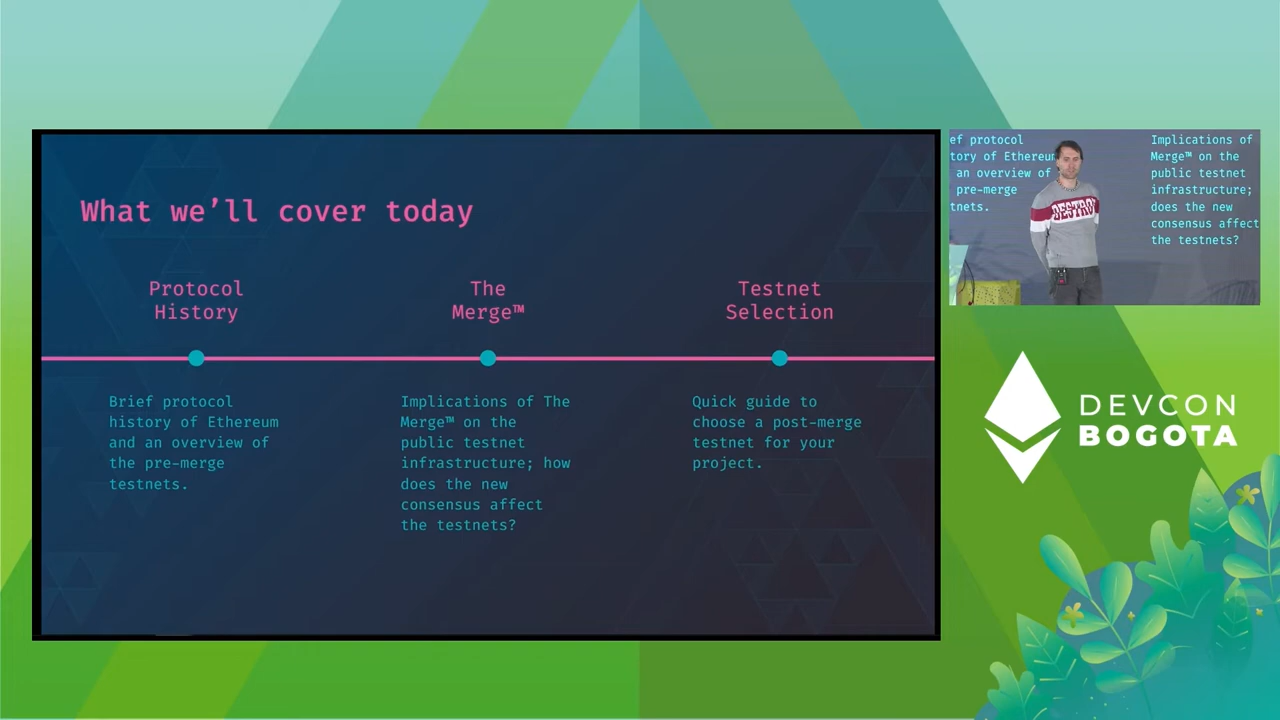 What we’ll cover today
Protocol
History
Brief protocol
history of Ethereum
and an overview of
the pre-merge
testnets.
The
Merge™
Implications of The
Merge™ on the
public testnet
infrastructure; how
does the new
consensus affect
the testnets?
Testnet
Selection
Quick guide to
choose a post-merge
testnet for your
project.
ef protocol
tory of Ethereum
an overview of
pre-merge
tnets.
DESTROY
Implications of
Merge™ on the
public testnet
infrastructure;
does the new
consensus affect
the testnets?
DEVCON
BOGOTA